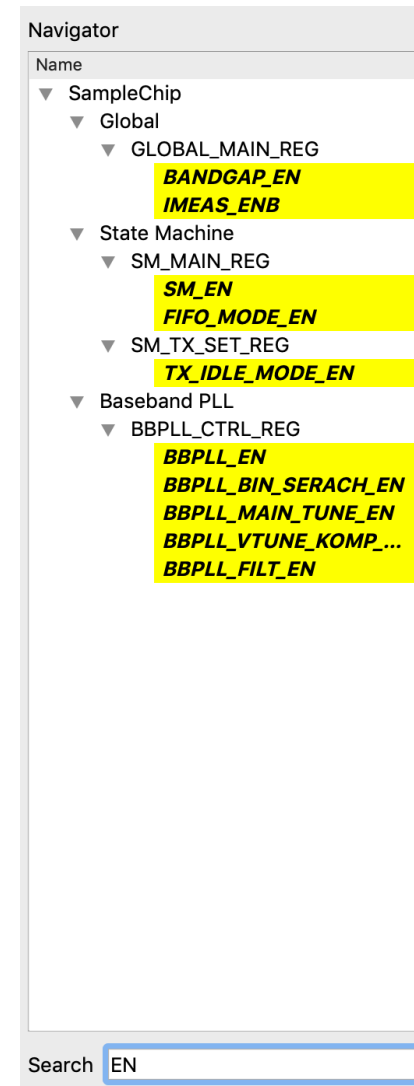 Navigator
Name
SampleChip
Global
GLOBAL_MAIN_REG
BANDGAP_EN
IMEAS_ENB
State Machine
SM_MAIN_REG
SM_EN
FIFO_MODE_EN
SM_TX_SET_REG
TX_IDLE_MODE_EN
Baseband PLL
BBPLL_CTRL_REG
BBPLL_EN
BBPLL_BIN_SERACH_EN
BBPLL_MAIN_TUNE_EN
BBPLL_VTUNE_KOMP_...
BBPLL_FILT_EN
Search EN